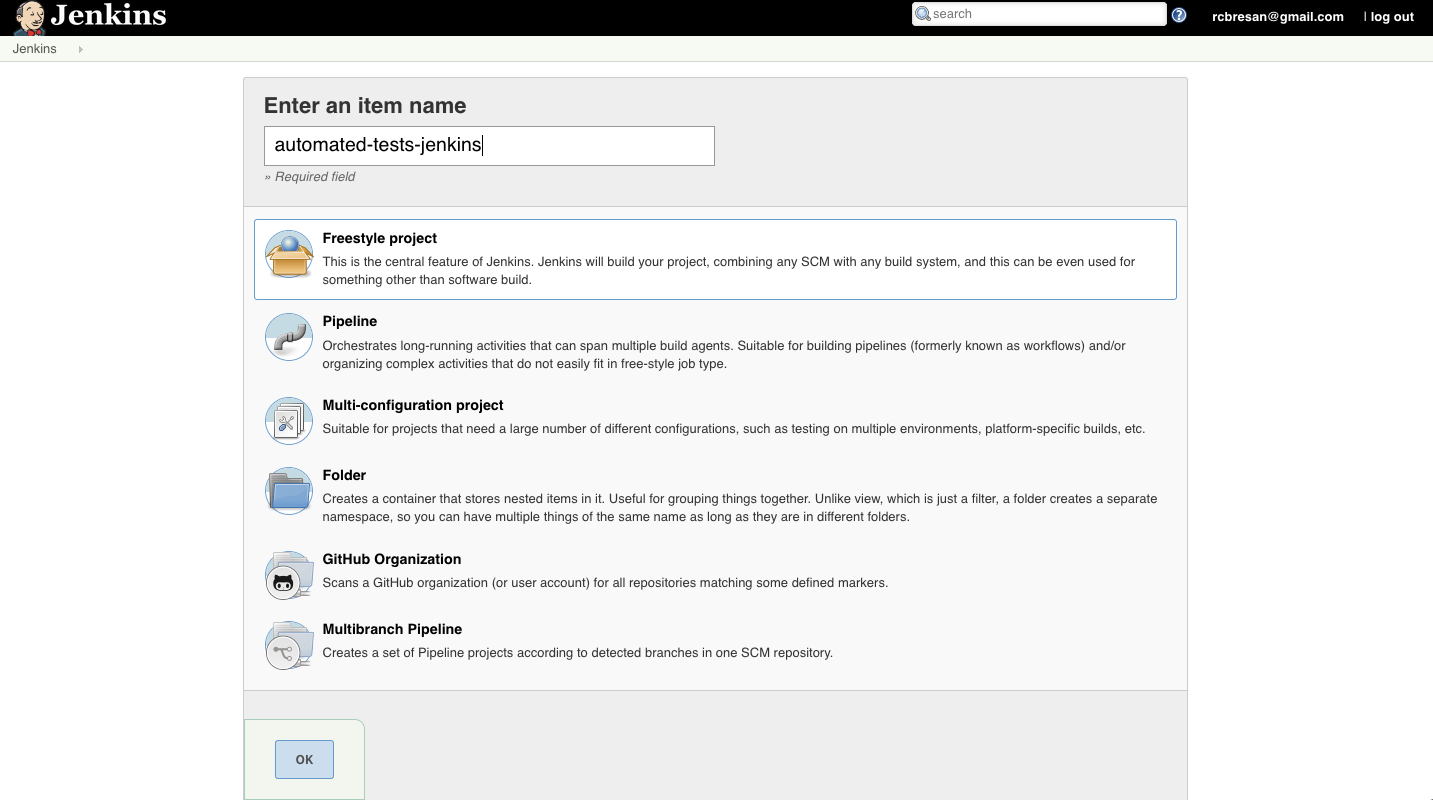 Jenkins
search
?
rcbresan@gmail.com
| log out
Jenkins
Enter an item name
automated-tests-jenkins
» Required field
Freestyle project
This is the central feature of Jenkins. Jenkins will build your project, combining any SCM with any build system, and this can be even used for
something other than software build.
Pipeline
Orchestrates long-running activities that can span multiple build agents. Suitable for building pipelines (formerly known as workflows) and/or
organizing complex activities that do not easily fit in free-style job type.
Multi-configuration project
Suitable for projects that need a large number of different configurations, such as testing on multiple environments, platform-specific builds, etc.
Folder
Creates a container that stores nested items in it. Useful for grouping things together. Unlike view, which is just a filter, a folder creates a separate
namespace, so you can have multiple things of the same name as long as they are in different folders.
GitHub Organization
Scans a GitHub organization (or user account) for all repositories matching some defined markers.
Multibranch Pipeline
Creates a set of Pipeline projects according to detected branches in one SCM repository.
OK